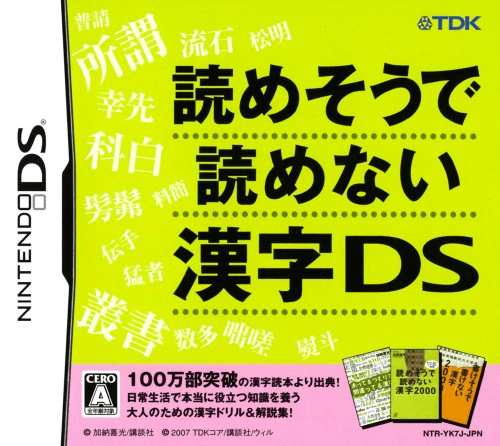 NINTENDO DS
TDK
普請
所謂
流石
松明
幸先
科白
髣髴
料簡
伝手
猛者
叢書
数多
咄嗟
熨斗
読めそうで
読めない
漢字DS
CERO
A
全年齢対象
100万部突破の漢字読本より出典!
日常生活で本当に役立つ知識を養う
大人のための漢字ドリル&解説集!
読めそうで
読めない
漢字2000
NTR-YK7J-JPN
© 加納喜光/講談社 © 2007 TDKコア/講談社/ウィル